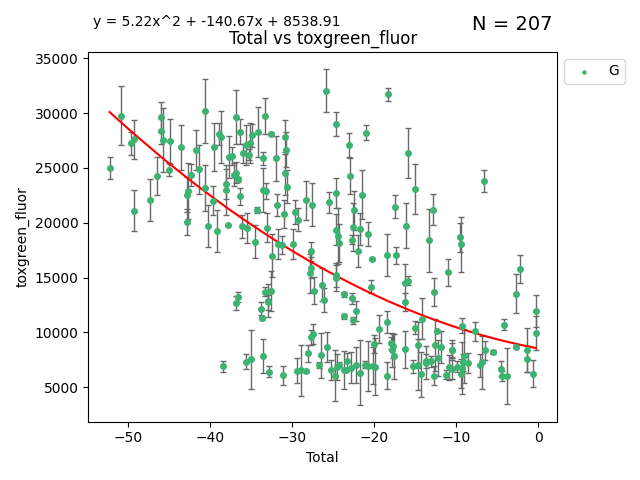 y = 5.22x^2 + -140.67x + 8538.91
N = 207
Total vs toxgreen_fluor
G
toxgreen_fluor
35000
30000
25000
20000
15000
10000
5000
−50
−40
−30
−20
−10
0
Total